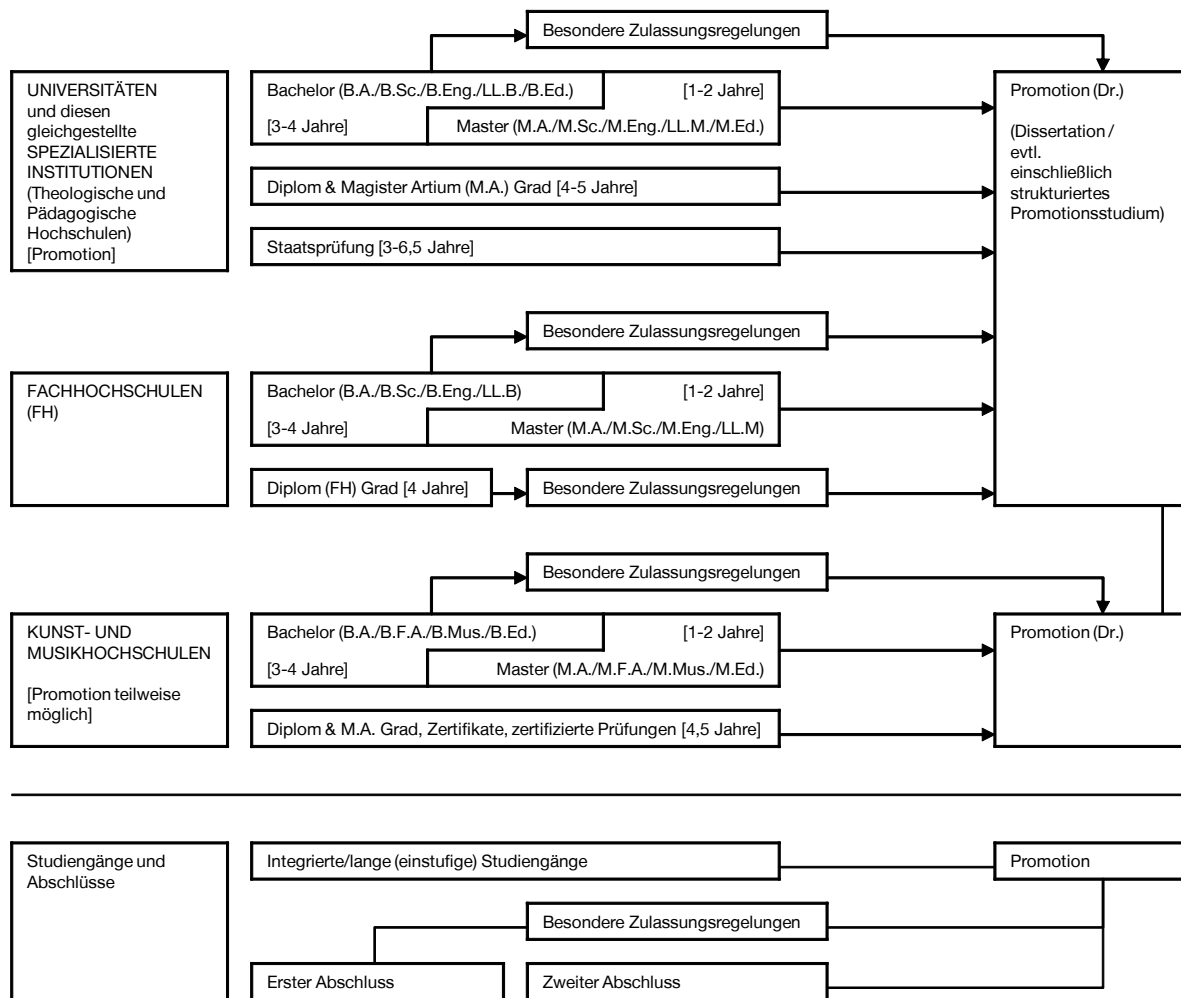 Besondere Zulassungsregelungen
UNIVERSITÄTEN
und diesen
gleichgestellte
SPEZIALISIERTE
INSTITUTIONEN
(Theologische und
Pädagogische
Hochschulen)
[Promotion]
Bachelor (B.A./B.Sc./B.Eng./LL.B./B.Ed.)
[1-2 Jahre]
[3-4 Jahre]
Master (M.A./M.Sc./M.Eng./LL.M./M.Ed.)
Diplom & Magister Artium (M.A.) Grad [4-5 Jahre]
Staatsprüfung [3-6,5 Jahre]
Promotion (Dr.)
(Dissertation /
evtl.
einschließlich
strukturiertes
Promotionsstudium)
Besondere Zulassungsregelungen
FACHHOCHSCHULEN
(FH)
Bachelor (B.A./B.Sc./B.Eng./LL.B)
[1-2 Jahre]
[3-4 Jahre]
Master (M.A./M.Sc./M.Eng./LL.M)
Diplom (FH) Grad [4 Jahre]
Besondere Zulassungsregelungen
Besondere Zulassungsregelungen
KUNST- UND
MUSIKHOCHSCHULEN
[Promotion teilweise
möglich]
Bachelor (B.A./B.F.A./B.Mus./B.Ed.)
[1-2 Jahre]
[3-4 Jahre]
Master (M.A./M.F.A./M.Mus./M.Ed.)
Diplom & M.A. Grad, Zertifikate, zertifizierte Prüfungen [4,5 Jahre]
Promotion (Dr.)
Studiengänge und
Abschlüsse
Integrierte/lange (einstufige) Studiengänge
Promotion
Besondere Zulassungsregelungen
Erster Abschluss
Zweiter Abschluss